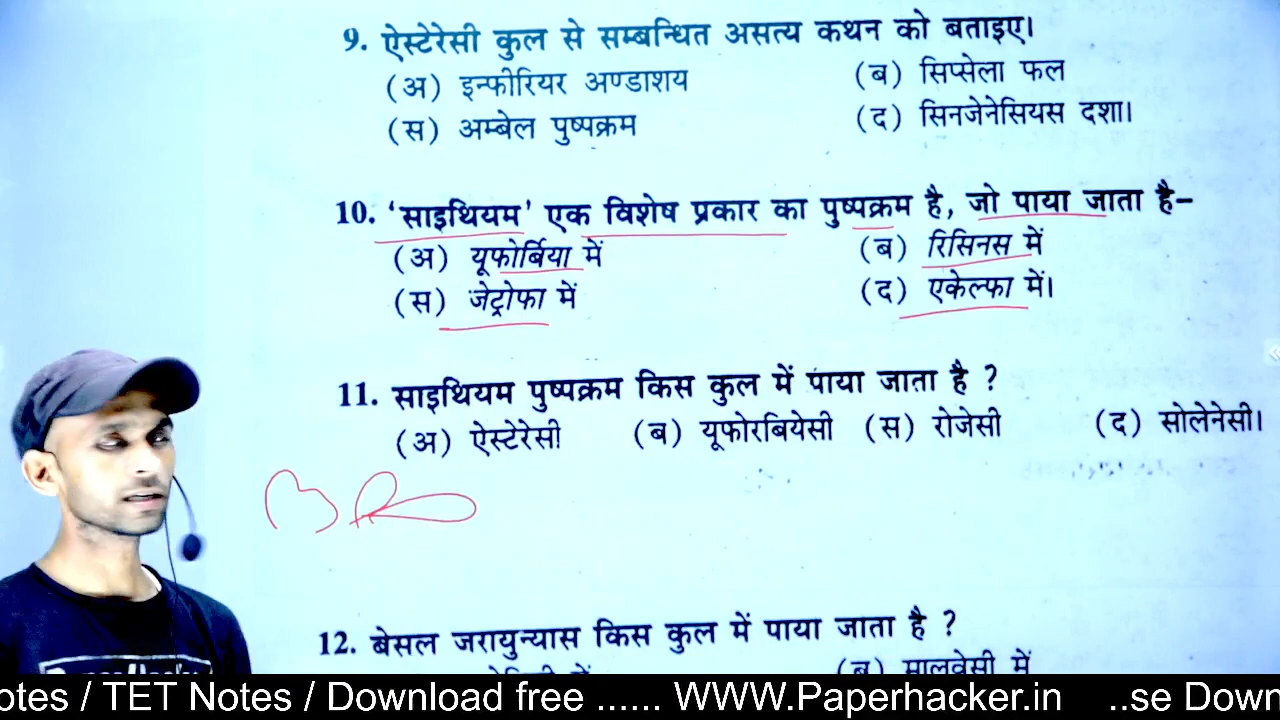 9. ऐस्टेरेसी कुल से सम्बन्धित असत्य कथन को बताइए।
(अ) इन्फीरियर अण्डाशय (ब) सिप्सेला फल
(स) अम्बेल पुष्पक्रम (द) सिनजेनेसियस दशा।
10. 'साइथियम' एक विशेष प्रकार का पुष्पक्रम है, जो पाया जाता है-
(अ) यूफोर्बिया में (ब) रिसिनस में
(स) जेट्रोफा में (द) एकेल्फा में।
11. साइथियम पुष्पक्रम किस कुल में पाया जाता है ?
(अ) ऐस्टेरेसी (ब) यूफोरबियेसी (स) रोजेसी (द) सोलेनेसी।
12. बेसल जरायुन्यास किस कुल में पाया जाता है ?
(ब) मालवेसी में
otes / TET Notes / Download free ...... WWW.Paperhacker.in ..se Down